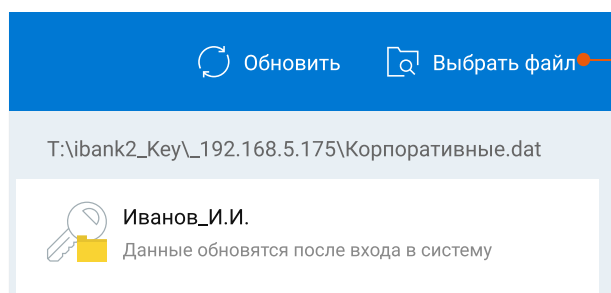 Обновить Выбрать файл
T:\ibank2_Key\_192.168.5.175\Корпоративные.dat
Иванов_И.И.
Данные обновятся после входа в систему